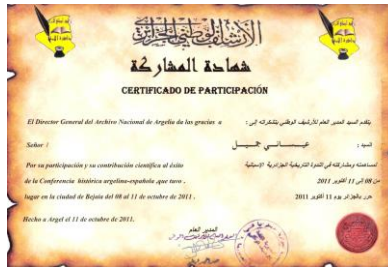 الأرشيف الوطني الجزائري
شهادة المشاركة
CERTIFICADO DE PARTICIPACIÓN
El Director General del Archivo Nacional de Argelia da las gracias a
يتقدم السيد المدير العام للأرشيف الوطني بتشكراته إلى :
Señor /
السيد : عيساني جميل
Por su participación y su contribución científica al éxito
لمساهمته ومشاركته في الندوة التاريخية الجزائرية الإسبانية
de la Conferencia histórica argelina-española ,que tuvo .
من 08 إلى 11 أكتوبر 2011
lugar en la ciudad de Bejaia del 08 al 11 de octubre de 2011 .
حرر بالجزائر يوم 11 أكتوبر 2011
Hecho a Argel el 11 de octubre de 2011.
المدير العام